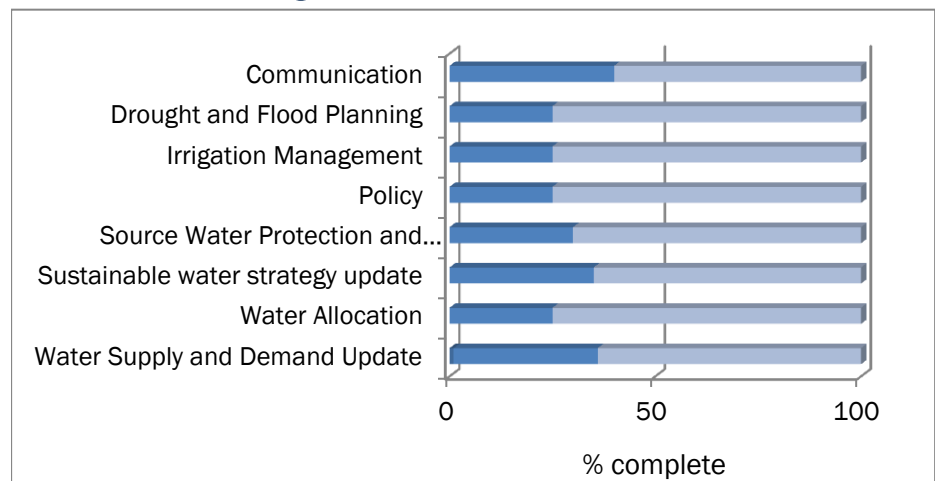 Communication
Drought and Flood Planning
Irrigation Management
Policy
Source Water Protection and...
Sustainable water strategy update
Water Allocation
Water Supply and Demand Update
0 50 100
% complete